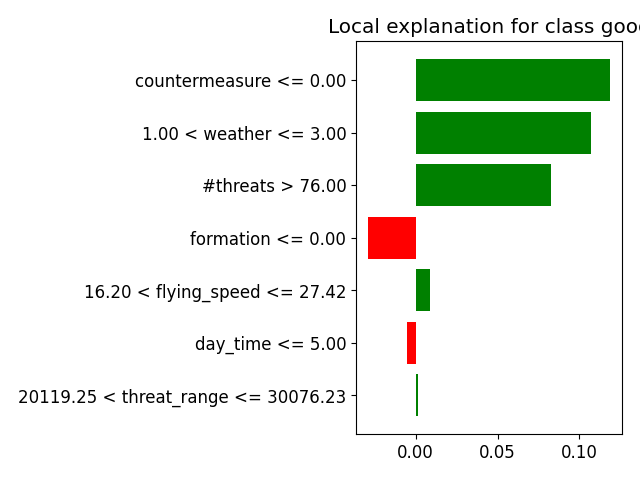 Local explanation for class good
countermeasure <= 0.00
1.00 < weather <= 3.00
#threats > 76.00
formation <= 0.00
16.20 < flying_speed <= 27.42
day_time <= 5.00
20119.25 < threat_range <= 30076.23
0.00 0.05 0.10